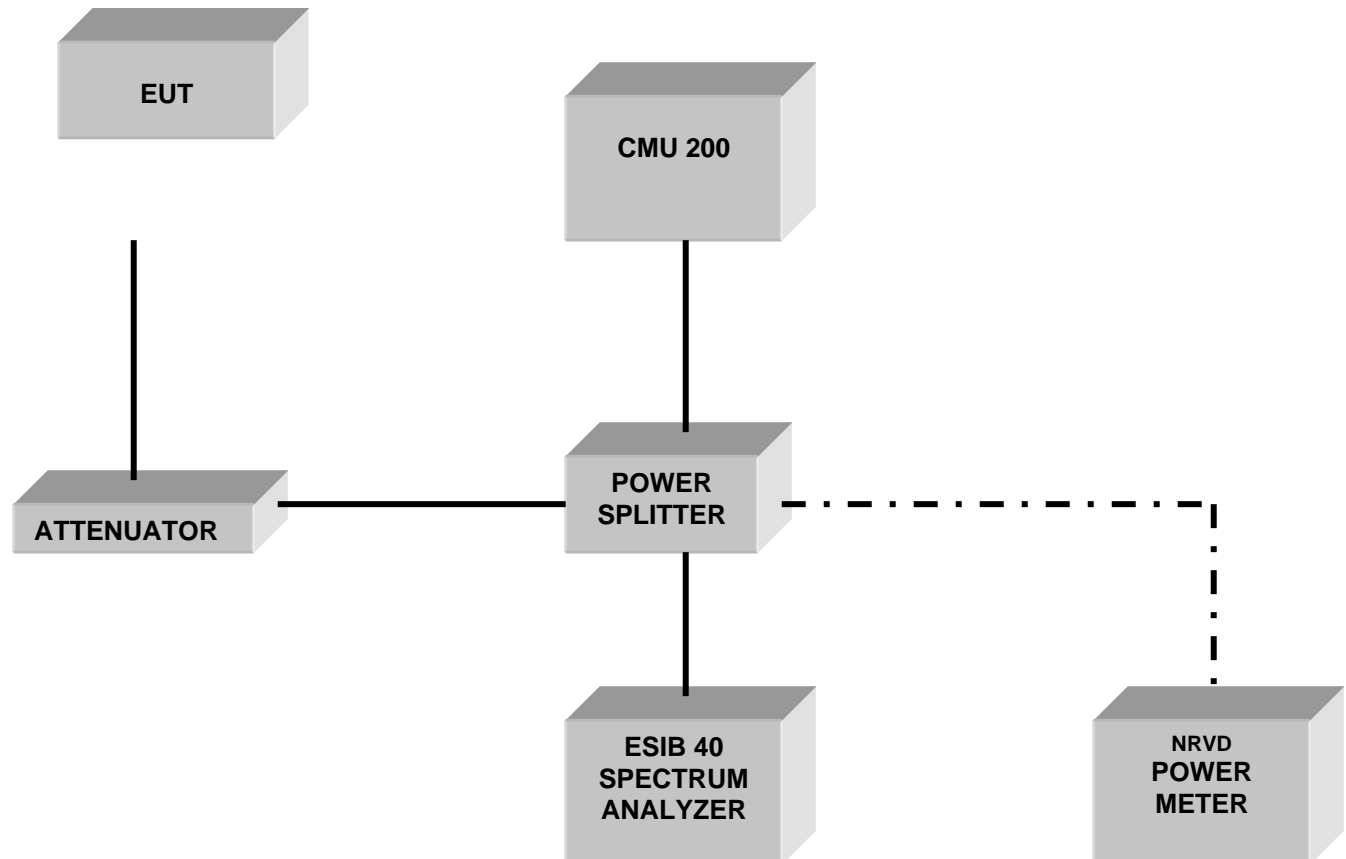 EUT
CMU 200
ATTENUATOR
POWER
SPLITTER
ESIB 40
SPECTRUM
ANALYZER
NRVD
POWER
METER